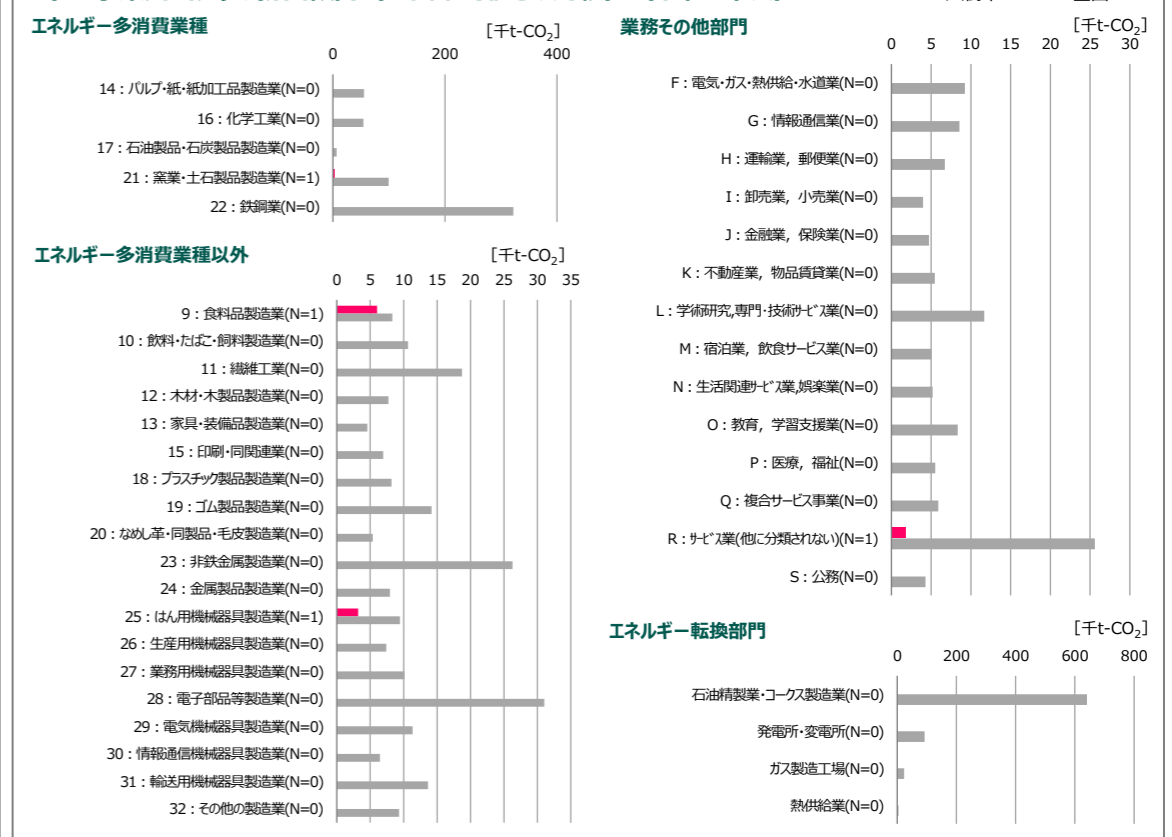 エネルギー多消費業種
[千t-CO₂]
0 200 400
14：パルプ・紙・紙加工品製造業(N=0)
16：化学工業(N=0)
17：石油製品・石炭製品製造業(N=0)
21：窯業・土石製品製造業(N=1)
22：鉄鋼業(N=0)
エネルギー多消費業種以外
[千t-CO₂]
0 5 10 15 20 25 30 35
9：食料品製造業(N=1)
10：飲料・たばこ・飼料製造業(N=0)
11：繊維工業(N=0)
12：木材・木製品製造業(N=0)
13：家具・装備品製造業(N=0)
15：印刷・同関連業(N=0)
18：プラスチック製品製造業(N=0)
19：ゴム製品製造業(N=0)
20：なめし革・同製品・毛皮製造業(N=0)
23：非鉄金属製造業(N=0)
24：金属製品製造業(N=0)
25：はん用機械器具製造業(N=1)
26：生産用機械器具製造業(N=0)
27：業務用機械器具製造業(N=0)
28：電子部品等製造業(N=0)
29：電気機械器具製造業(N=0)
30：情報通信機械器具製造業(N=0)
31：輸送用機械器具製造業(N=0)
32：その他の製造業(N=0)
業務その他部門
[千t-CO₂]
0 5 10 15 20 25 30
F：電気・ガス・熱供給・水道業(N=0)
G：情報通信業(N=0)
H：運輸業，郵便業(N=0)
I：卸売業，小売業(N=0)
J：金融業，保険業(N=0)
K：不動産業，物品賃貸業(N=0)
L：学術研究,専門・技術サービス業(N=0)
M：宿泊業，飲食サービス業(N=0)
N：生活関連サービス業,娯楽業(N=0)
O：教育，学習支援業(N=0)
P：医療，福祉(N=0)
Q：複合サービス事業(N=0)
R：サービス業(他に分類されない)(N=1)
S：公務(N=0)
エネルギー転換部門
[千t-CO₂]
0 200 400 600 800
石油精製業・コークス製造業(N=0)
発電所・変電所(N=0)
ガス製造工場(N=0)
熱供給業(N=0)